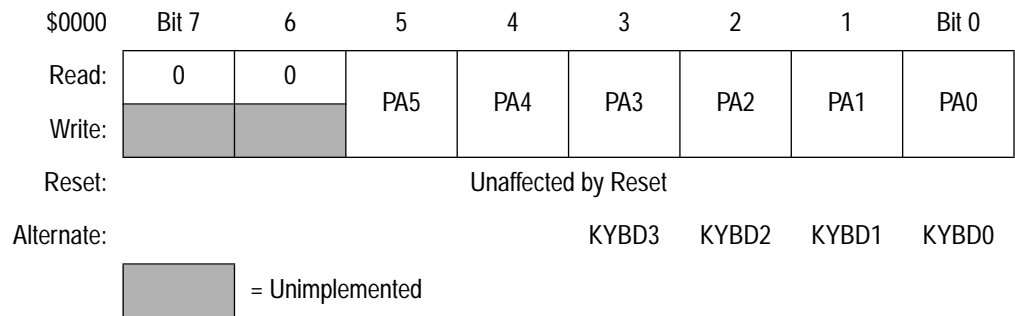 $0000 Bit 7 6 5 4 3 2 1 Bit 0
Read: 0 0
PA5 PA4 PA3 PA2 PA1 PA0
Write:
Reset: Unaffected by Reset
Alternate: KYBD3 KYBD2 KYBD1 KYBD0
= Unimplemented